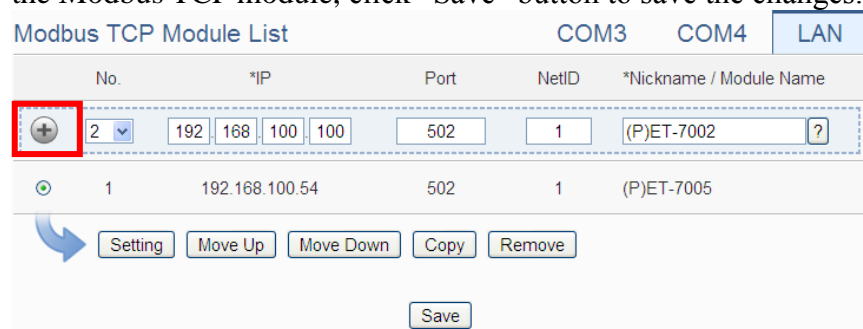 the Modbus TCP module, click "Save" button to save the changes.
Modbus TCP Module List COM3 COM4 LAN
No. *IP Port NetID *Nickname / Module Name
2 192 . 168 . 100 . 100 502 1 (P)ET-7002 ?
1 192.168.100.54 502 1 (P)ET-7005
Setting Move Up Move Down Copy Remove
Save